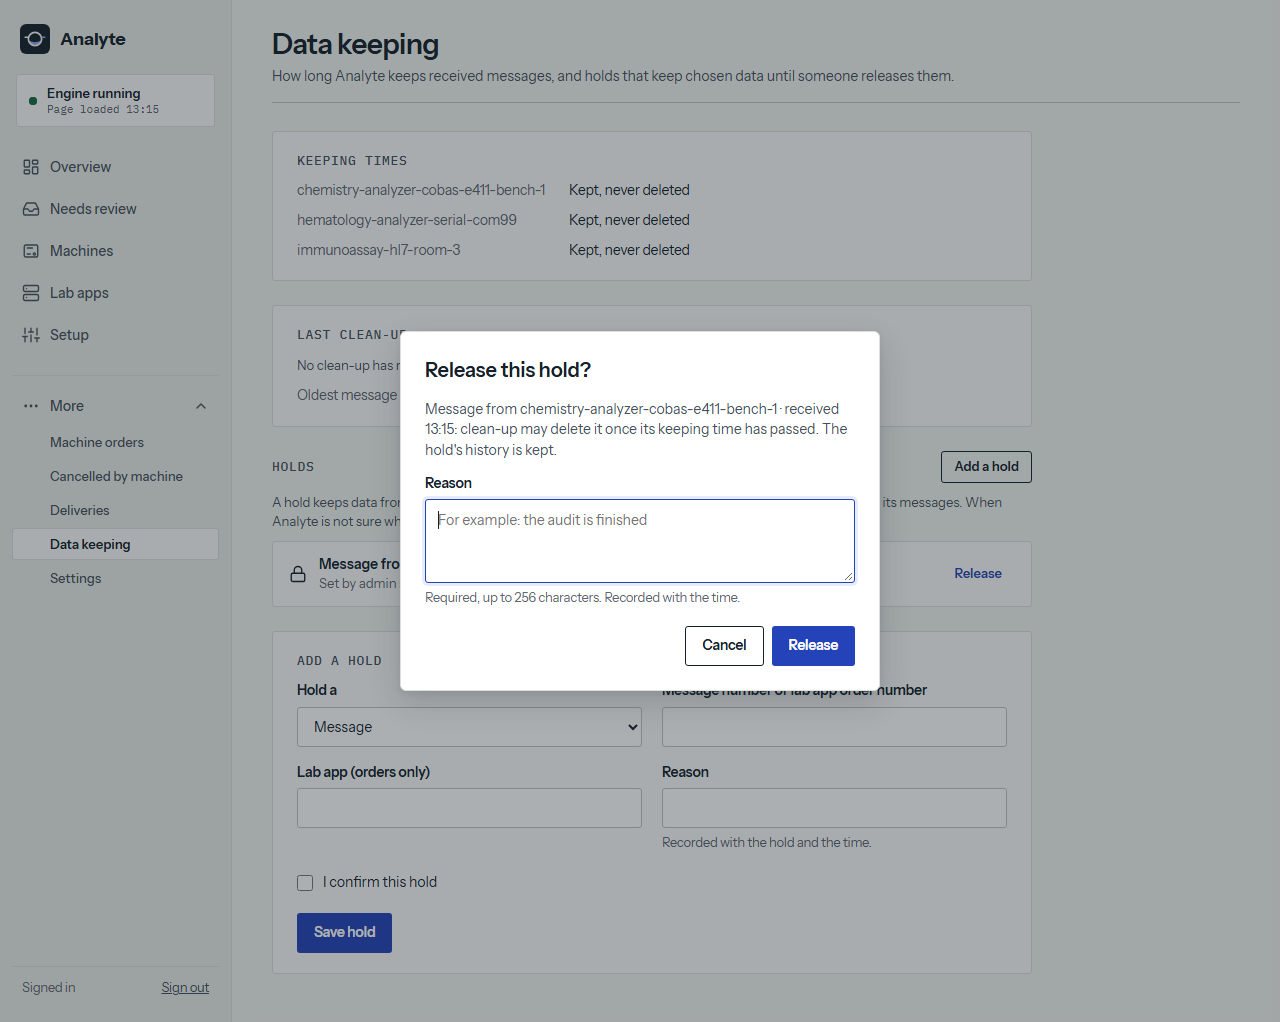 Analyte
Engine running
Page loaded 13:15
Overview
Needs review
Machines
Lab apps
Setup
More
Machine orders
Cancelled by machine
Deliveries
Data keeping
Settings
Signed in
Sign out
Data keeping
How long Analyte keeps received messages, and holds that keep chosen data until someone releases them.
KEEPING TIMES
chemistry-analyzer-cobas-e411-bench-1 Kept, never deleted
hematology-analyzer-serial-com99 Kept, never deleted
immunoassay-hl7-room-3 Kept, never deleted
LAST CLEAN-UP
No clean-up has
Oldest message
HOLDS
Add a hold
A hold keeps data from its messages. When
Analyte is not sure
Message from
Set by admin
Release
Release this hold?
Message from chemistry-analyzer-cobas-e411-bench-1 · received
13:15: clean-up may delete it once its keeping time has passed. The
hold's history is kept.
Reason
For example: the audit is finished
Required, up to 256 characters. Recorded with the time.
Cancel
Release
ADD A HOLD
Hold a
Message number or lab app order number
Message
Lab app (orders only)
Reason
Recorded with the hold and the time.
I confirm this hold
Save hold